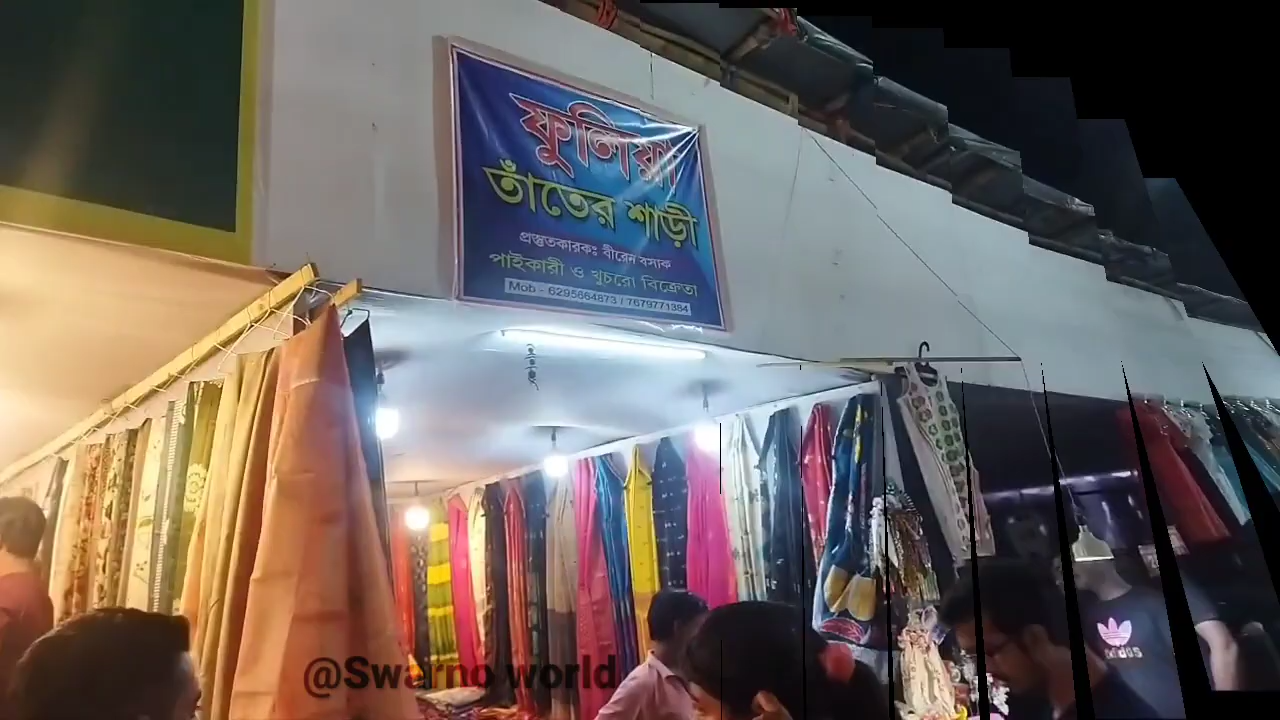 ফুলিয়া
তাঁতের শাড়ী
প্রস্তুতকারকঃ বীরেন বসাক
পাইকারী ও খুচরো বিক্রেতা
Mob - 6295664873 / 7679771384
adidas
@Swarno world